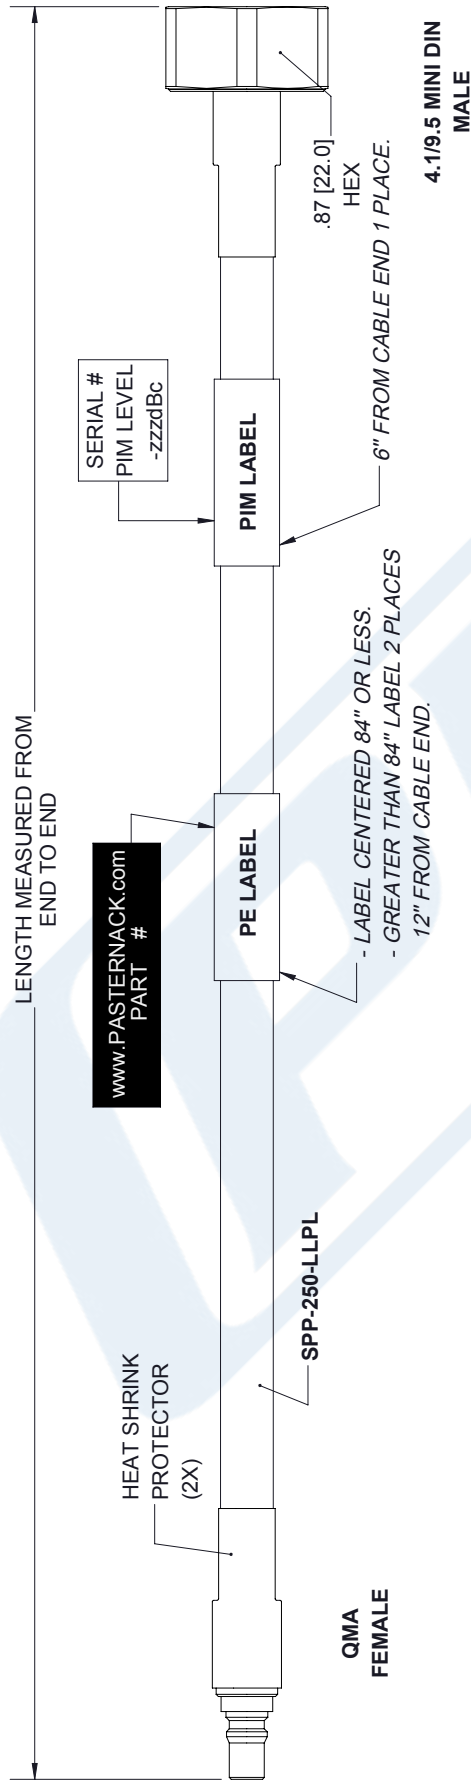 LENGTH MEASURED FROM
END TO END
HEAT SHRINK
PROTECTOR
(2X)
www.PASTERNACK.com
PART #
SERIAL #
PIM LEVEL
-zzzdBc
PE LABEL
PIM LABEL
.87 [22.0]
HEX
SPP-250-LLPL
- LABEL CENTERED 84" OR LESS.
- GREATER THAN 84" LABEL 2 PLACES
12" FROM CABLE END.
6" FROM CABLE END 1 PLACE.
QMA
FEMALE
4.1/9.5 MINI DIN
MALE